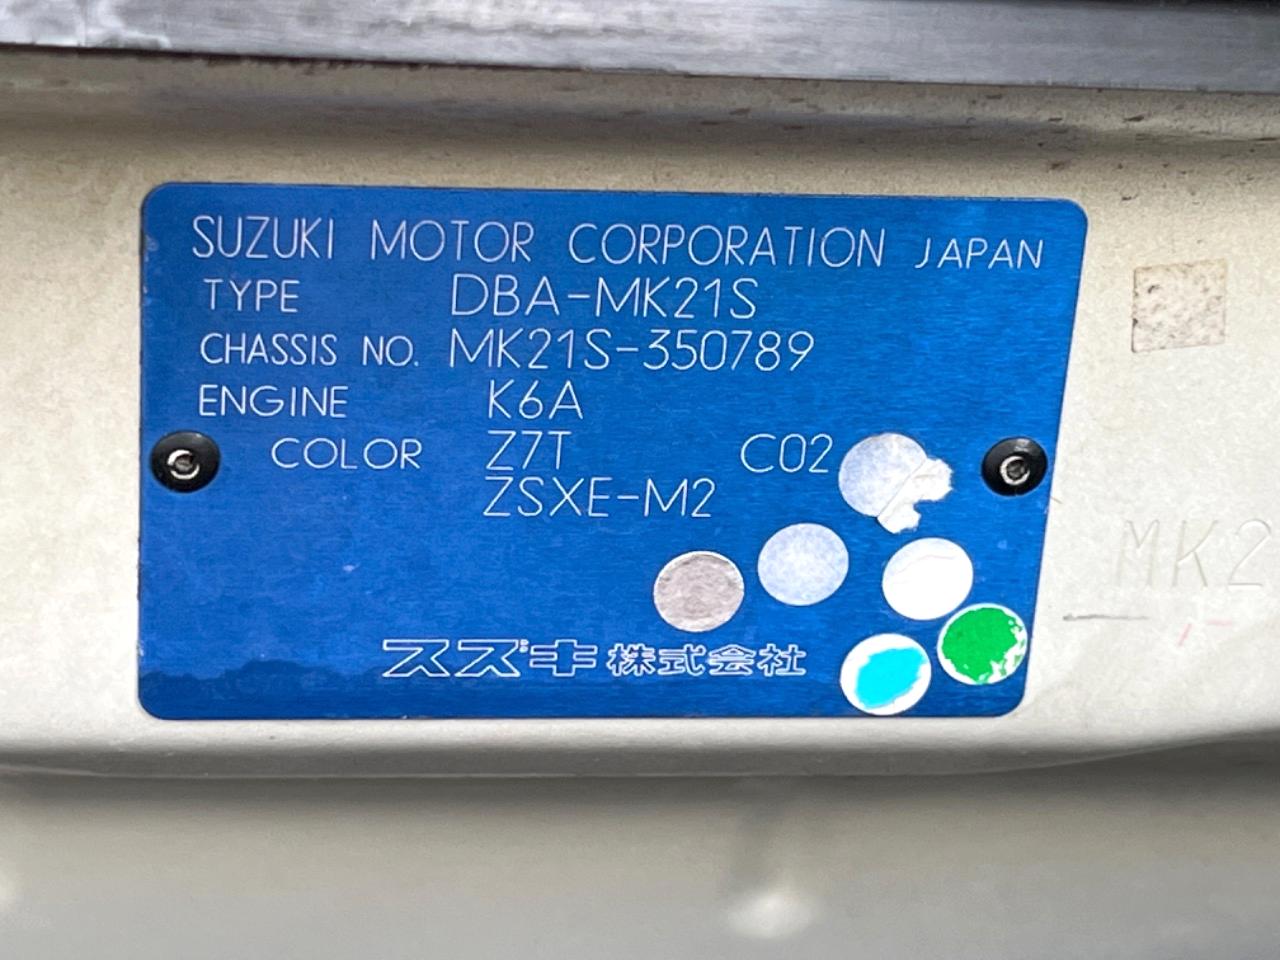 SUZUKI MOTOR CORPORATION JAPAN
TYPE DBA-MK21S
CHASSIS NO. MK21S-350789
ENGINE K6A
COLOR Z7T C02
ZSXE-M2
スズキ株式会社
MK2